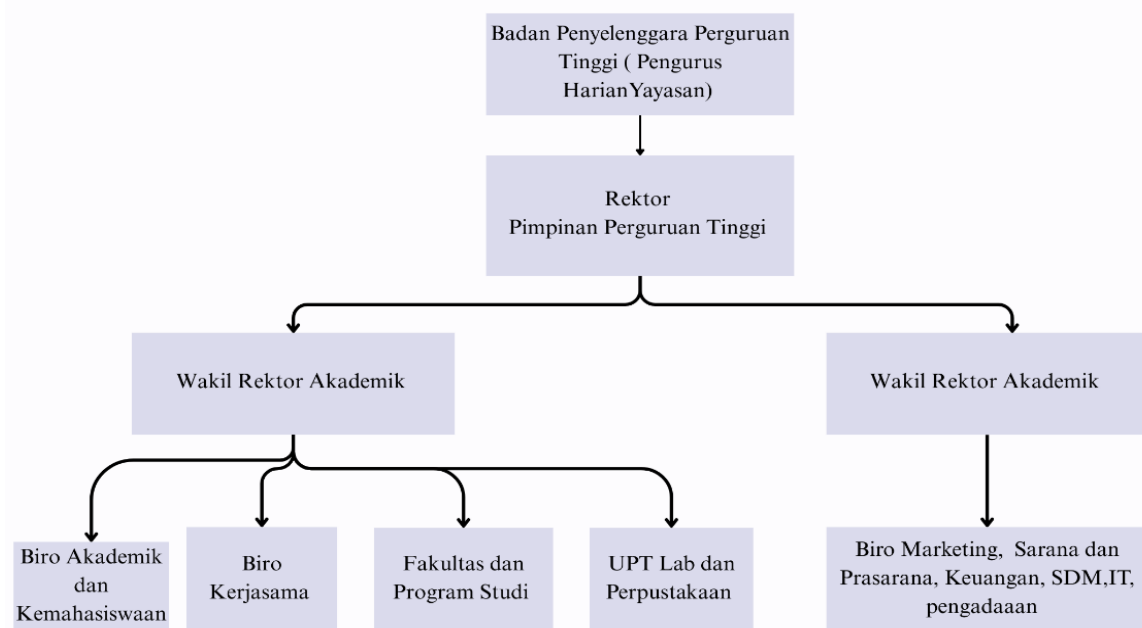 Badan Penyelenggara Perguruan
Tinggi ( Pengurus
HarianYayasan)
Rektor
Pimpinan Perguruan Tinggi
Wakil Rektor Akademik
Wakil Rektor Akademik
Biro Akademik
dan
Kemahasiswaan
Biro
Kerjasama
Fakultas dan
Program Studi
UPT Lab dan
Perpustakaan
Biro Marketing, Sarana dan
Prasarana, Keuangan, SDM,IT,
pengadaaan